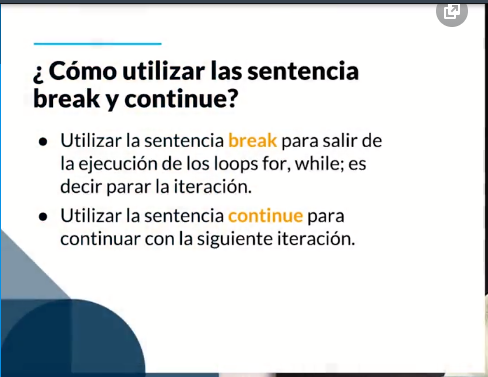 ¿ Cómo utilizar las sentencia
break y continue?
● Utilizar la sentencia break para salir de
la ejecución de los loops for, while; es
decir parar la iteración.
● Utilizar la sentencia continue para
continuar con la siguiente iteración.